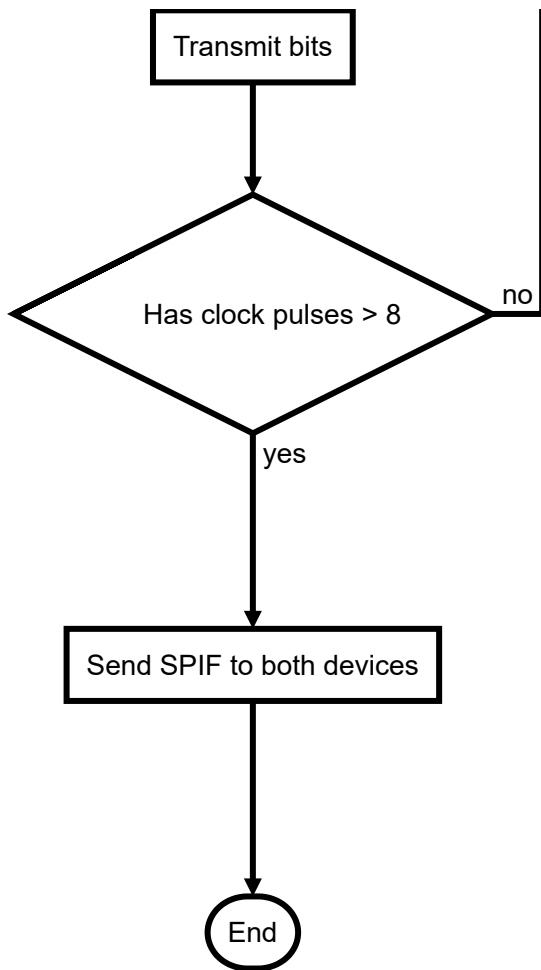 Transmit bits
Has clock pulses > 8
no
yes
Send SPIF to both devices
End